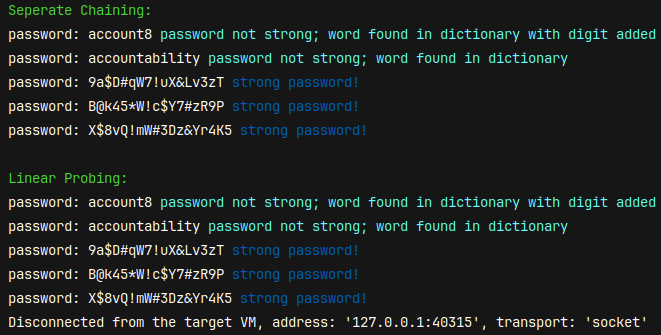 Seperate Chaining:
password: account8 password not strong; word found in dictionary with digit added
password: accountability password not strong; word found in dictionary
password: 9a$D#qW7!uX&Lv3zT strong password!
password: B@k45*W!c$Y7#zR9P strong password!
password: X$8vQ!mW#3Dz&Yr4K5 strong password!
Linear Probing:
password: account8 password not strong; word found in dictionary with digit added
password: accountability password not strong; word found in dictionary
password: 9a$D#qW7!uX&Lv3zT strong password!
password: B@k45*W!c$Y7#zR9P strong password!
password: X$8vQ!mW#3Dz&Yr4K5 strong password!
Disconnected from the target VM, address: '127.0.0.1:40315', transport: 'socket'